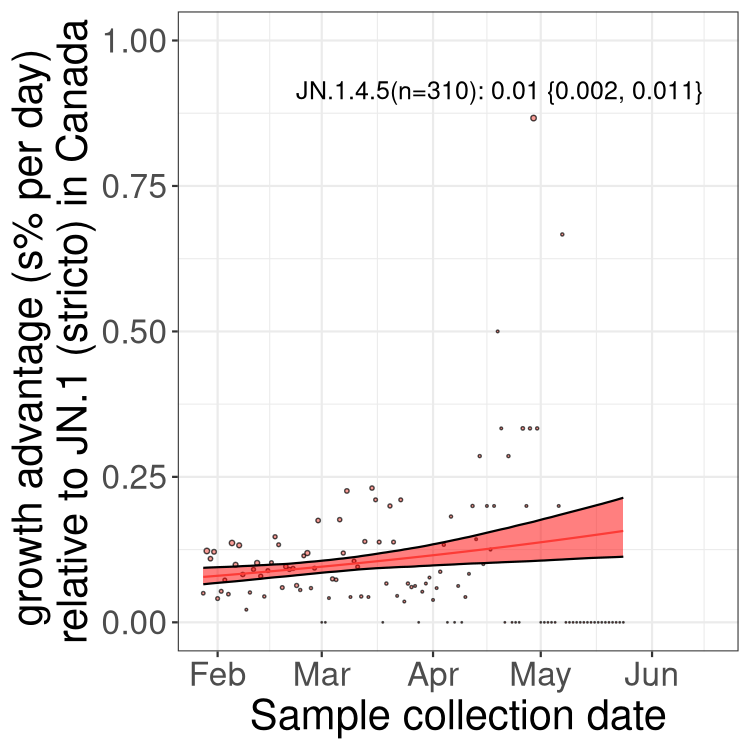 growth advantage (s% per day)
relative to JN.1 (stricto) in Canada
1.00
0.75
0.50
0.25
0.00
JN.1.4.5(n=310): 0.01 {0.002, 0.011}
Feb Mar Apr May Jun
Sample collection date